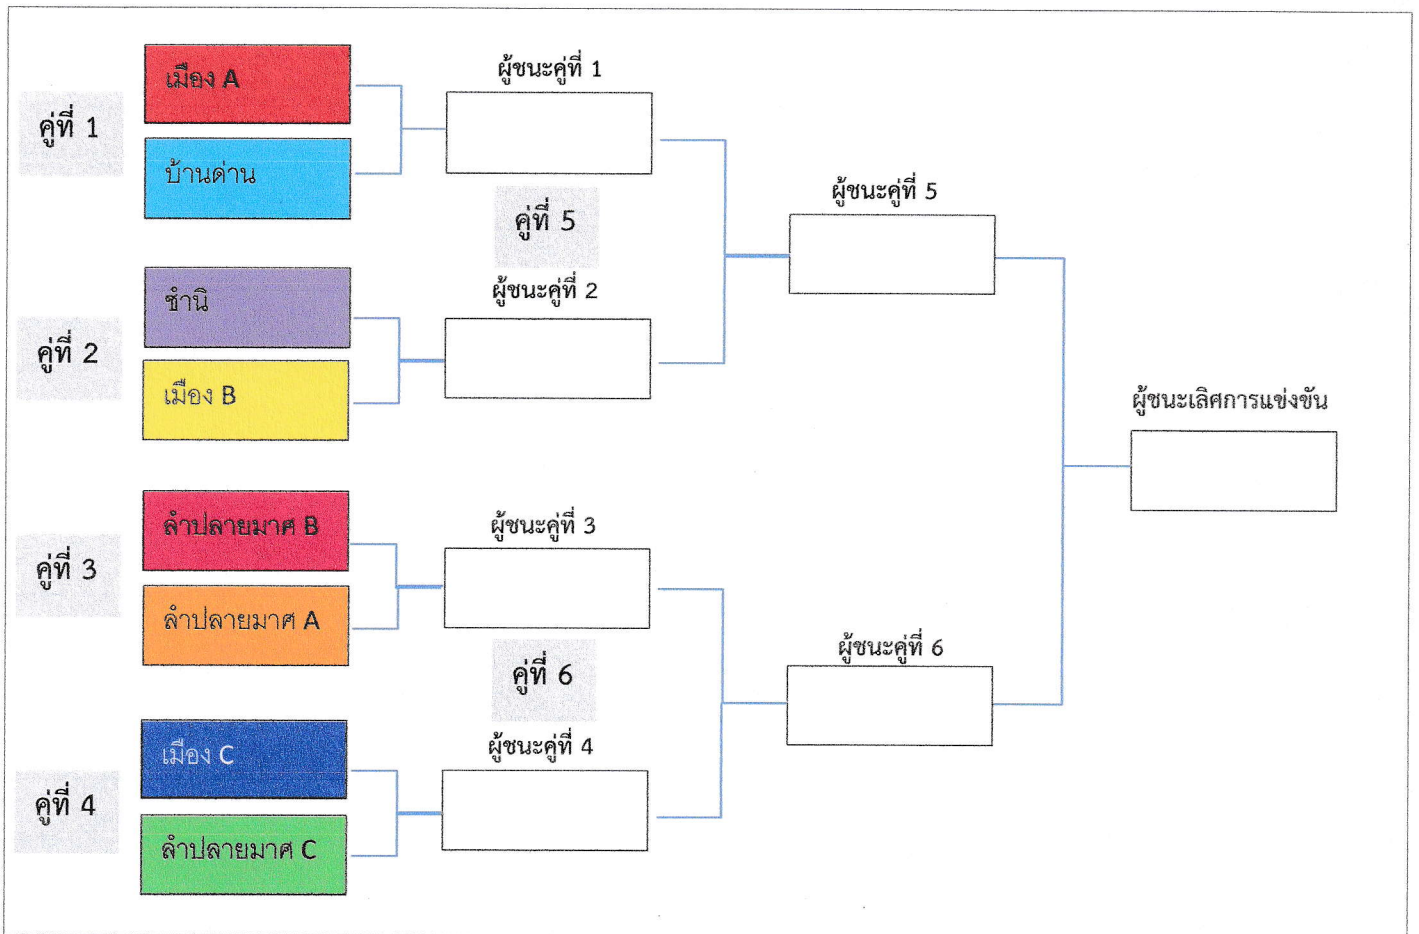 คู่ที่ 1
เมือง A
บ้านด่าน
ผู้ชนะคู่ที่ 1
คู่ที่ 5
ผู้ชนะคู่ที่ 5
คู่ที่ 2
ชำนิ
เมือง B
ผู้ชนะคู่ที่ 2
ผู้ชนะเลิศการแข่งขัน
คู่ที่ 3
ลำปลายมาศ B
ลำปลายมาศ A
ผู้ชนะคู่ที่ 3
คู่ที่ 6
ผู้ชนะคู่ที่ 6
คู่ที่ 4
เมือง C
ลำปลายมาศ C
ผู้ชนะคู่ที่ 4